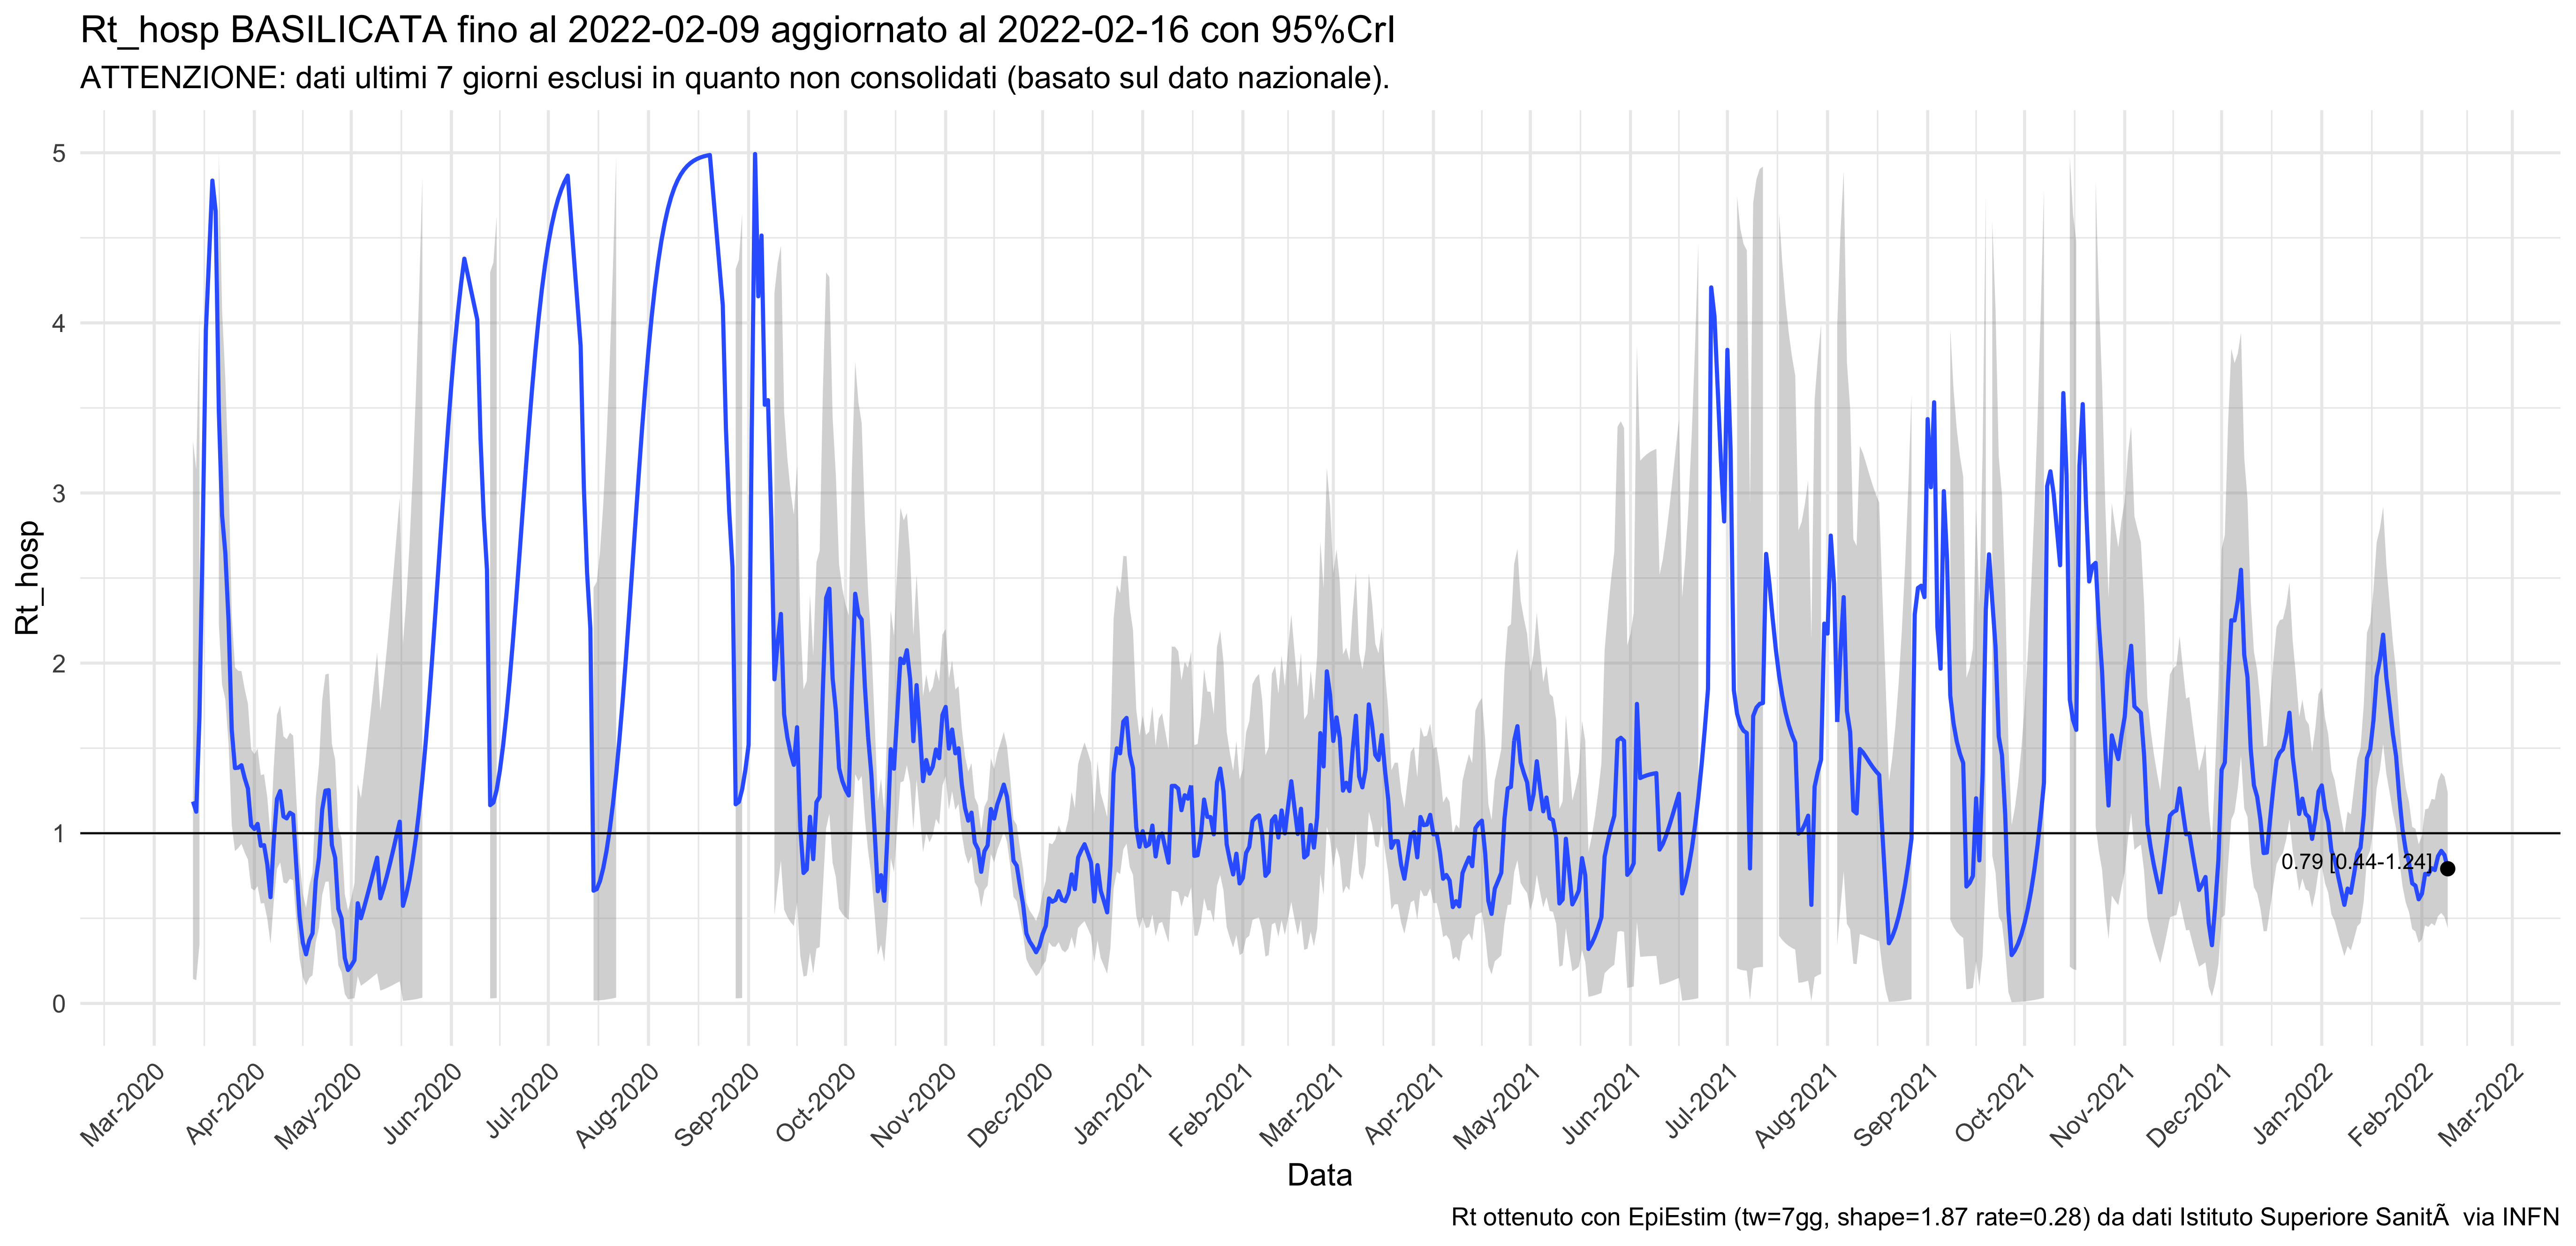 Rt_hosp BASILICATA fino al 2022-02-09 aggiornato al 2022-02-16 con 95%CrI
ATTENZIONE: dati ultimi 7 giorni esclusi in quanto non consolidati (basato sul dato nazionale).
5
4
3
2
1
0
Rt_hosp
0.79 [0.44-1.24]
Mar-2020
Apr-2020
May-2020
Jun-2020
Jul-2020
Aug-2020
Sep-2020
Oct-2020
Nov-2020
Dec-2020
Jan-2021
Feb-2021
Mar-2021
Apr-2021
May-2021
Jun-2021
Jul-2021
Aug-2021
Sep-2021
Oct-2021
Nov-2021
Dec-2021
Jan-2022
Feb-2022
Mar-2022
Data
Rt ottenuto con EpiEstim (tw=7gg, shape=1.87 rate=0.28) da dati Istituto Superiore SanitÃ  via INFN